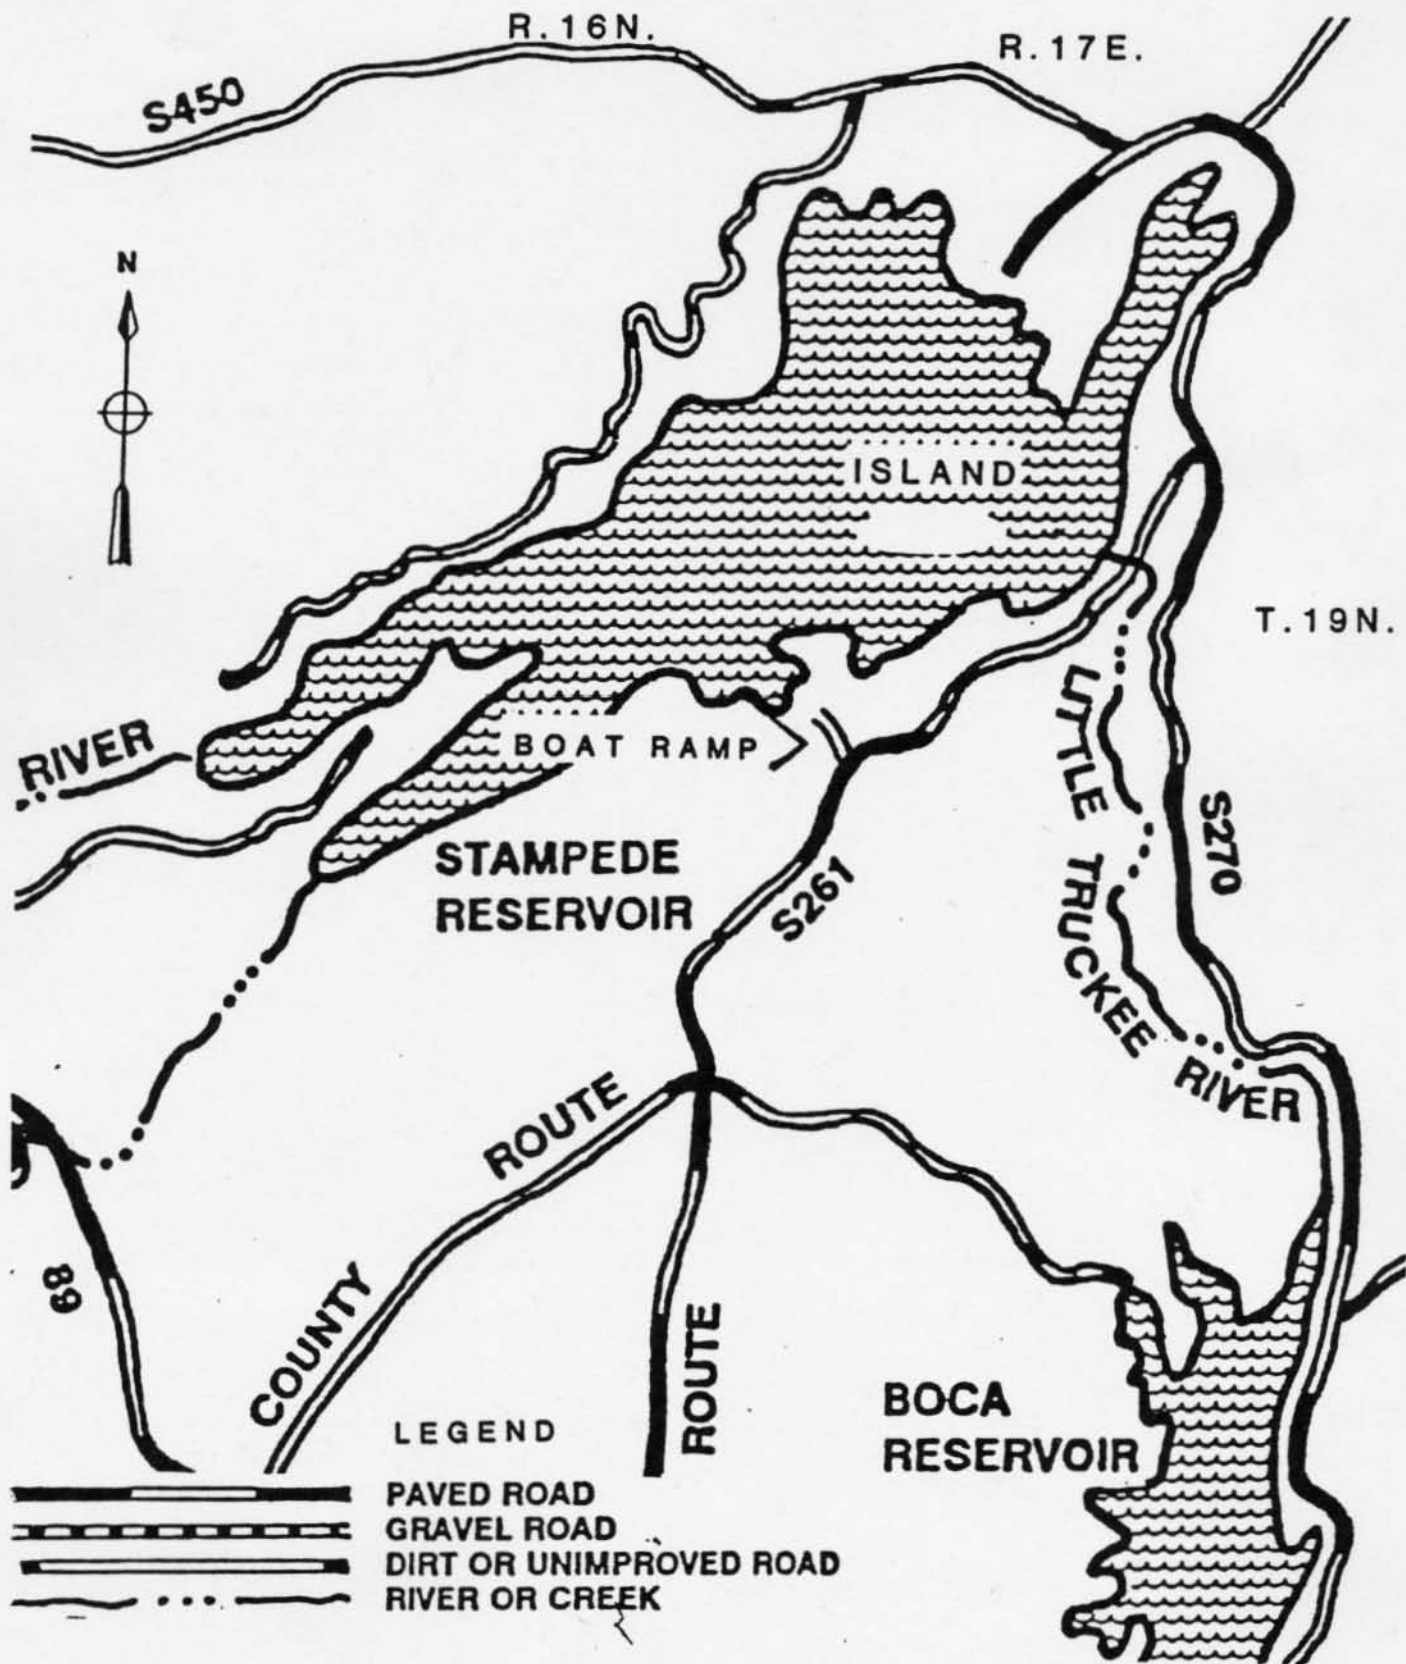 R.16N.
R.17E.
S450
N
ISLAND
T.19N.
RIVER
BOAT RAMP
LITTLE TRUCKEE RIVER
STAMPEDE
RESERVOIR
S261
S270
COUNTY ROUTE
89
ROUTE
BOCA
RESERVOIR
LEGEND
PAVED ROAD
GRAVEL ROAD
DIRT OR UNIMPROVED ROAD
RIVER OR CREEK